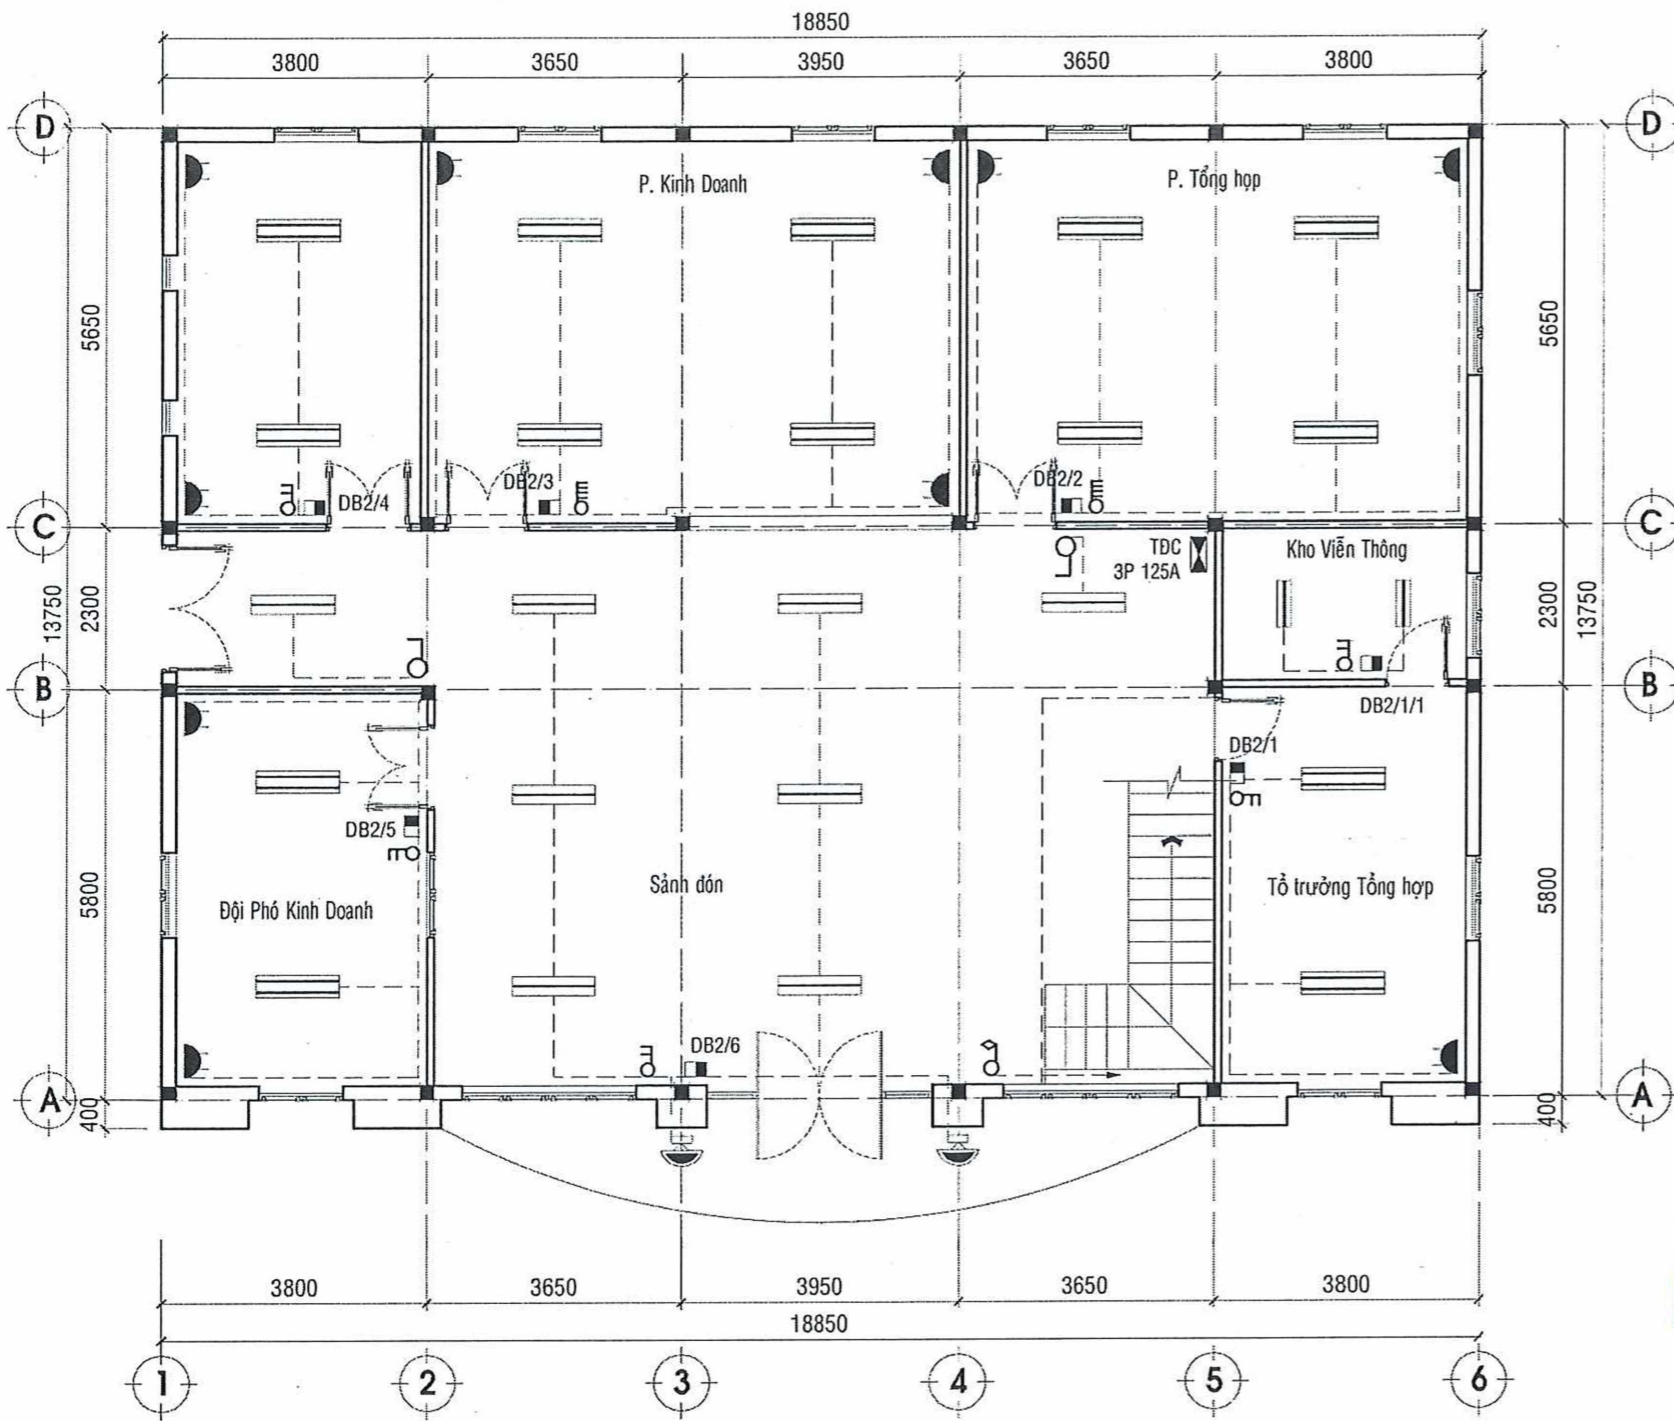 18850
3800 3650 3950 3650 3800
D D
P. Kinh Doanh P. Tổng hợp
5650 5650
DB2/4 DB2/3 DB2/2
C C
TĐC
3P 125A
Kho Viễn Thông
13750 2300 2300 13750
B B
DB2/1/1
DB2/1
DB2/5
5800 5800
Sảnh đón
Đội Phó Kinh Doanh
Tổ trưởng Tổng hợp
DB2/6
A A
400 400
3800 3650 3950 3650 3800
18850
1 2 3 4 5 6